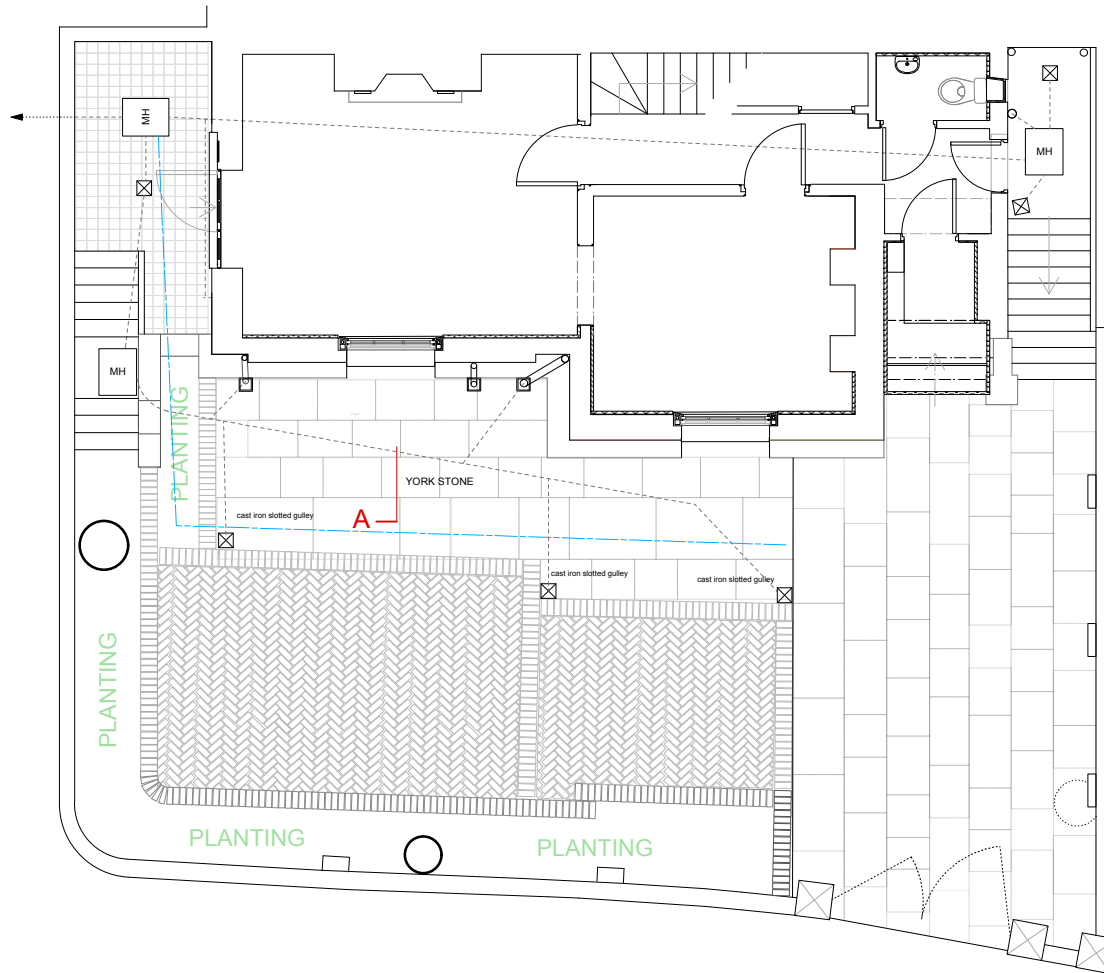 MH
MH
MH
PLANTING
YORK STONE
A
cast iron slotted gulley
cast iron slotted gulley
cast iron slotted gulley
PLANTING
PLANTING
PLANTING